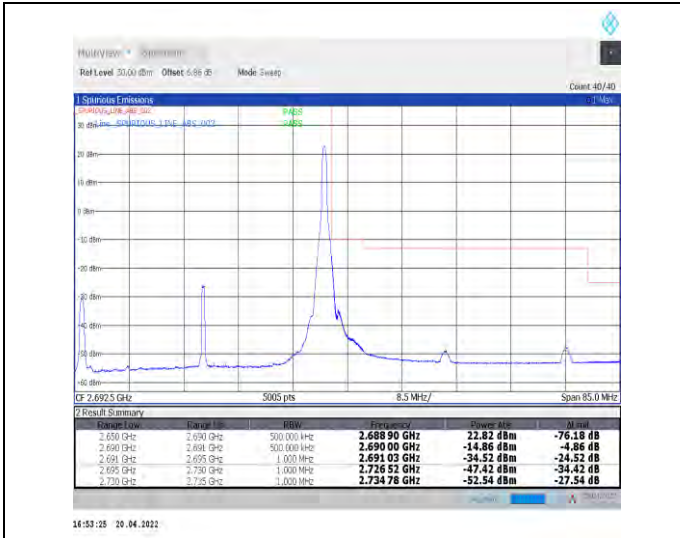 MultiView Spectrum
Ref Level 30.00 dBm Offset 6.86 dB Mode Sweep
Count 40/40
1 Spurious Emissions
SPURIOUS_LINE_ABS_002 PASS
Line _SPURIOUS_LINE_ABS_002 PASS
30 dBm
20 dBm
10 dBm
0 dBm
-10 dBm
-20 dBm
-30 dBm
-40 dBm
-50 dBm
-60 dBm
CF 2.6925 GHz 5005 pts 8.5 MHz/ Span 85.0 MHz
2 Result Summary
Range Low Range Up RBW Frequency Power Abs ΔLimit
2.650 GHz 2.690 GHz 500.000 kHz 2.688 90 GHz 22.82 dBm -76.18 dB
2.690 GHz 2.691 GHz 500.000 kHz 2.690 00 GHz -14.86 dBm -4.86 dB
2.691 GHz 2.695 GHz 1.000 MHz 2.691 03 GHz -34.52 dBm -24.52 dB
2.695 GHz 2.730 GHz 1.000 MHz 2.726 52 GHz -47.42 dBm -34.42 dB
2.730 GHz 2.735 GHz 1.000 MHz 2.734 78 GHz -52.54 dBm -27.54 dB
16:53:25 20.04.2022